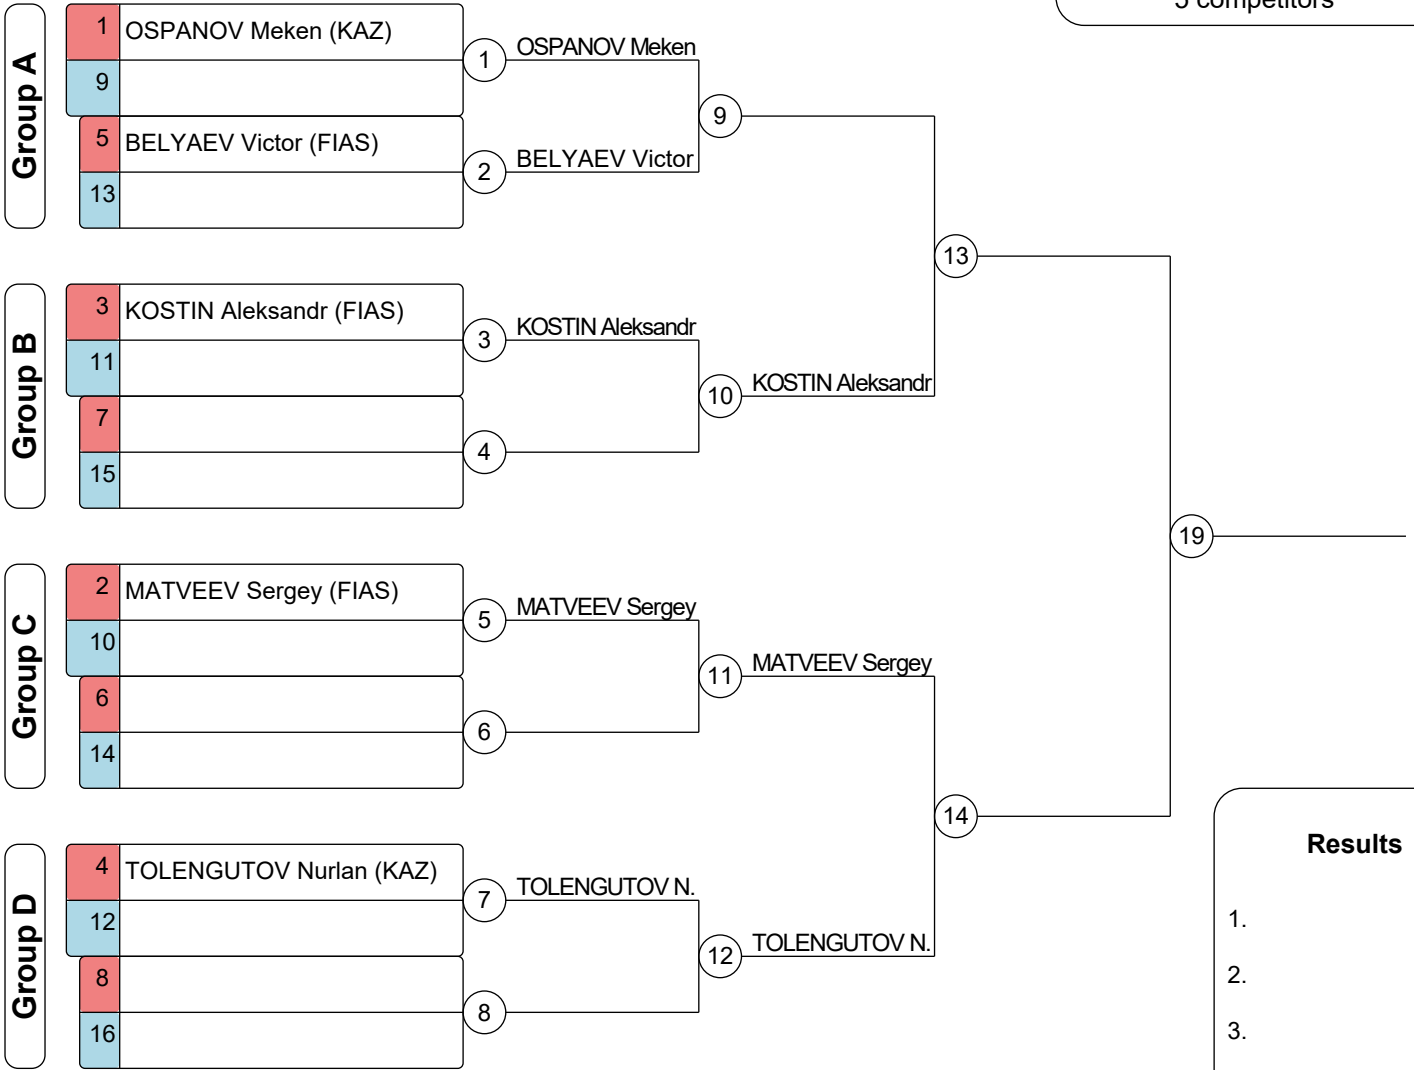 5 competitors
Group A
1 OSPANOV Meken (KAZ)
9
5 BELYAEV Victor (FIAS)
13
1 OSPANOV Meken
2 BELYAEV Victor
9
Group B
3 KOSTIN Aleksandr (FIAS)
11
7
15
3 KOSTIN Aleksandr
4
10 KOSTIN Aleksandr
13
Group C
2 MATVEEV Sergey (FIAS)
10
6
14
5 MATVEEV Sergey
6
11 MATVEEV Sergey
Group D
4 TOLENGUTOV Nurlan (KAZ)
12
8
16
7 TOLENGUTOV N.
8
12 TOLENGUTOV N.
14
19
Results
1.
2.
3.